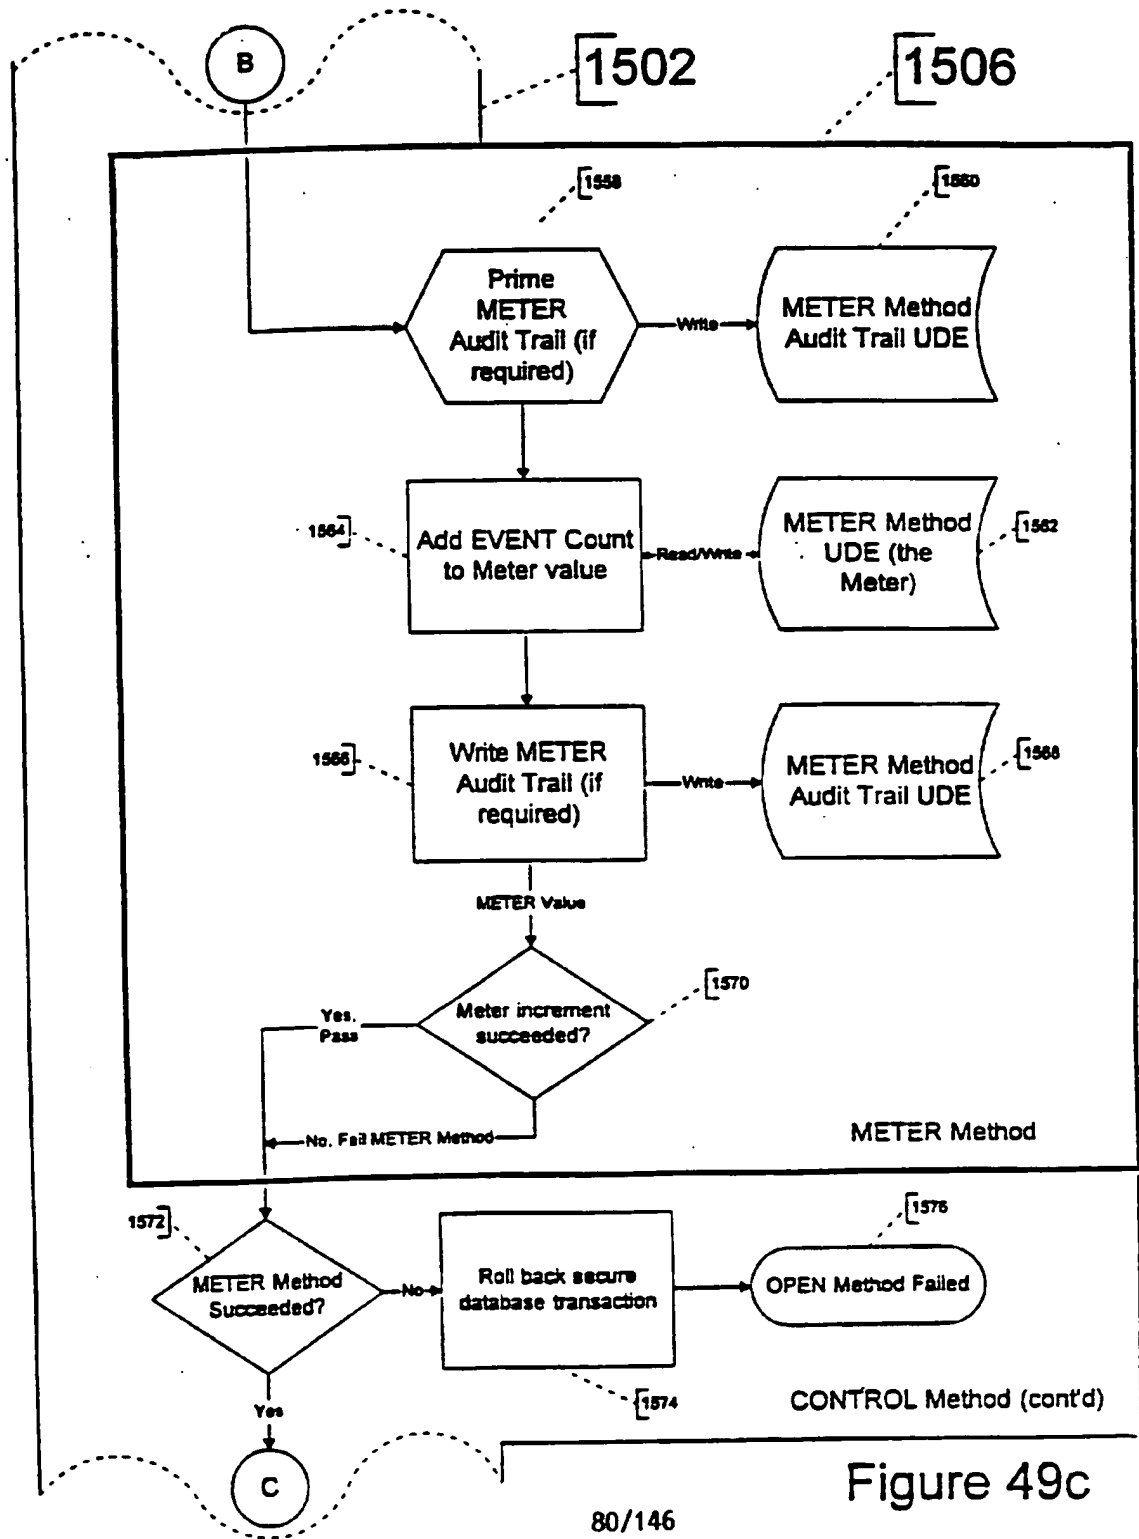 B
1502
1506
1558
1560
Prime
METER
Audit Trail (if
required)
Write
METER Method
Audit Trail UDE
1564
Add EVENT Count
to Meter value
Read/Write
METER Method
UDE (the
Meter)
1562
1566
Write METER
Audit Trail (if
required)
Write
METER Method
Audit Trail UDE
1568
METER Value
Meter increment
succeeded?
1570
Yes,
Pass
No, Fail METER Method
METER Method
1572
METER Method
Succeeded?
No
Roll back secure
database transaction
1576
OPEN Method Failed
1574
Yes
CONTROL Method (cont'd)
C
Figure 49c
80/146